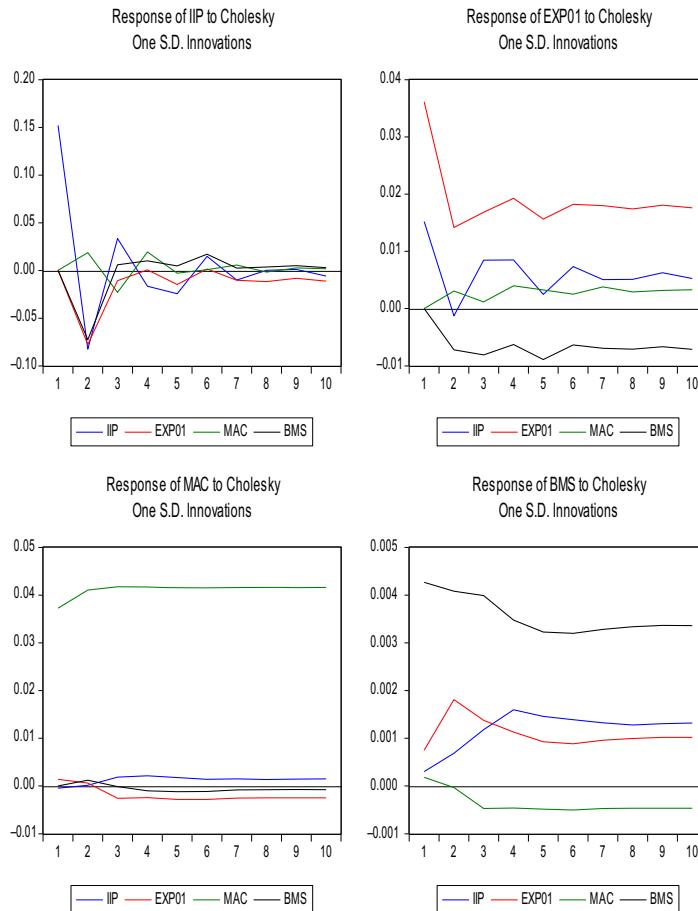 Response of IIP to Cholesky
One S.D. Innovations
0.20
0.15
0.10
0.05
0.00
–0.05
–0.10
1 2 3 4 5 6 7 8 9 10
IIP EXP01 MAC BMS
Response of EXP01 to Cholesky
One S.D. Innovations
0.04
0.03
0.02
0.01
0.00
–0.01
1 2 3 4 5 6 7 8 9 10
IIP EXP01 MAC BMS
Response of MAC to Cholesky
One S.D. Innovations
0.05
0.04
0.03
0.02
0.01
0.00
–0.01
1 2 3 4 5 6 7 8 9 10
IIP EXP01 MAC BMS
Response of BMS to Cholesky
One S.D. Innovations
0.005
0.004
0.003
0.002
0.001
0.000
–0.001
1 2 3 4 5 6 7 8 9 10
IIP EXP01 MAC BMS